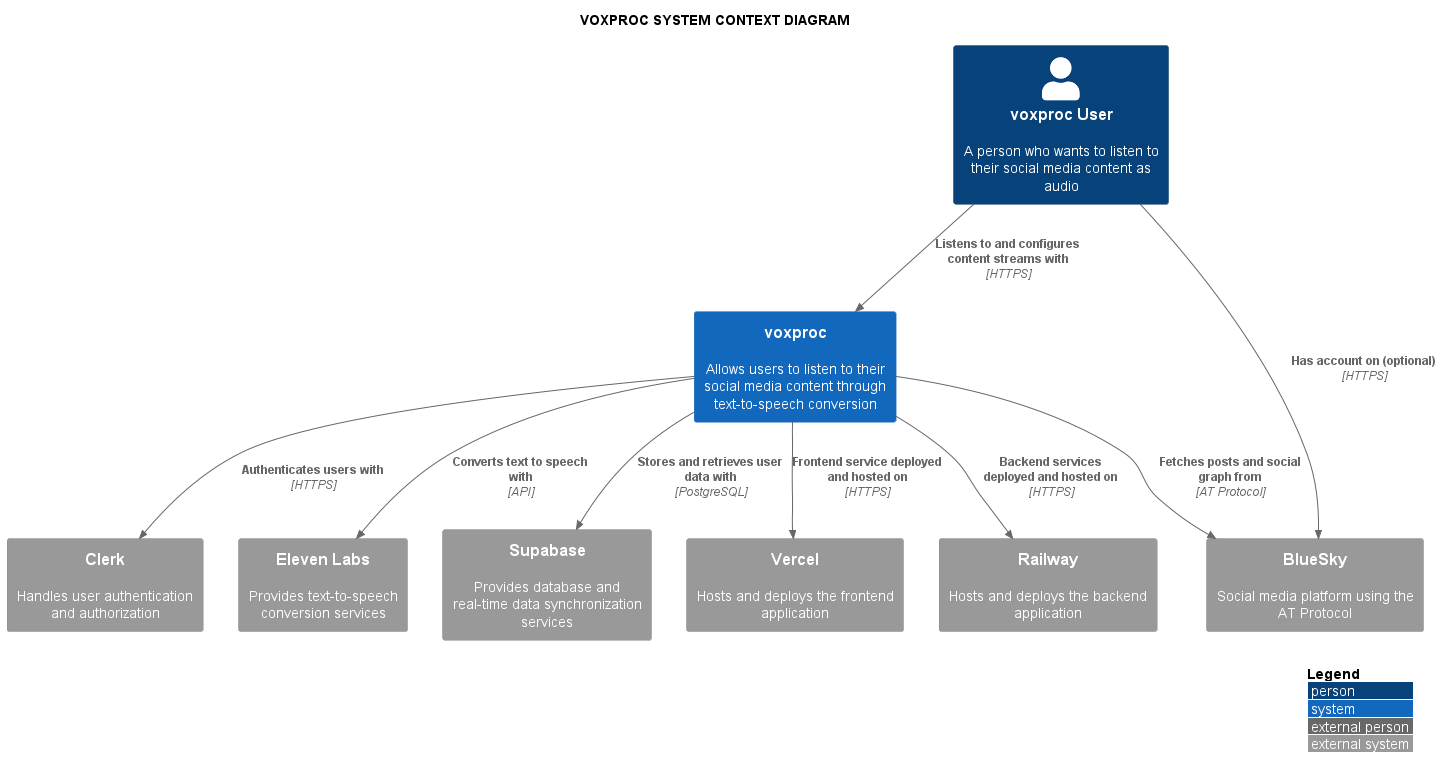 VOXPROC SYSTEM CONTEXT DIAGRAM
voxproc User
A person who wants to listen to
their social media content as
audio
Listens to and configures
content streams with
[HTTPS]
voxproc
Allows users to listen to their
social media content through
text-to-speech conversion
Has account on (optional)
[HTTPS]
Authenticates users with
[HTTPS]
Converts text to speech
with
[API]
Stores and retrieves user
data with
[PostgreSQL]
Frontend service deployed
and hosted on
[HTTPS]
Backend services
deployed and hosted on
[HTTPS]
Fetches posts and social
graph from
[AT Protocol]
Clerk
Handles user authentication
and authorization
Eleven Labs
Provides text-to-speech
conversion services
Supabase
Provides database and
real-time data synchronization
services
Vercel
Hosts and deploys the frontend
application
Railway
Hosts and deploys the backend
application
BlueSky
Social media platform using the
AT Protocol
Legend
person
system
external person
external system